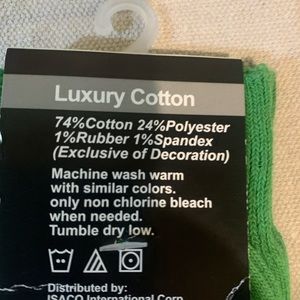 Luxury Cotton
74%Cotton 24%Polyester
1%Rubber 1%Spandex
(Exclusive of Decoration)
Machine wash warm
with similar colors.
only non chlorine bleach
when needed.
Tumble dry low.
Distributed by:
ISACO International Corp